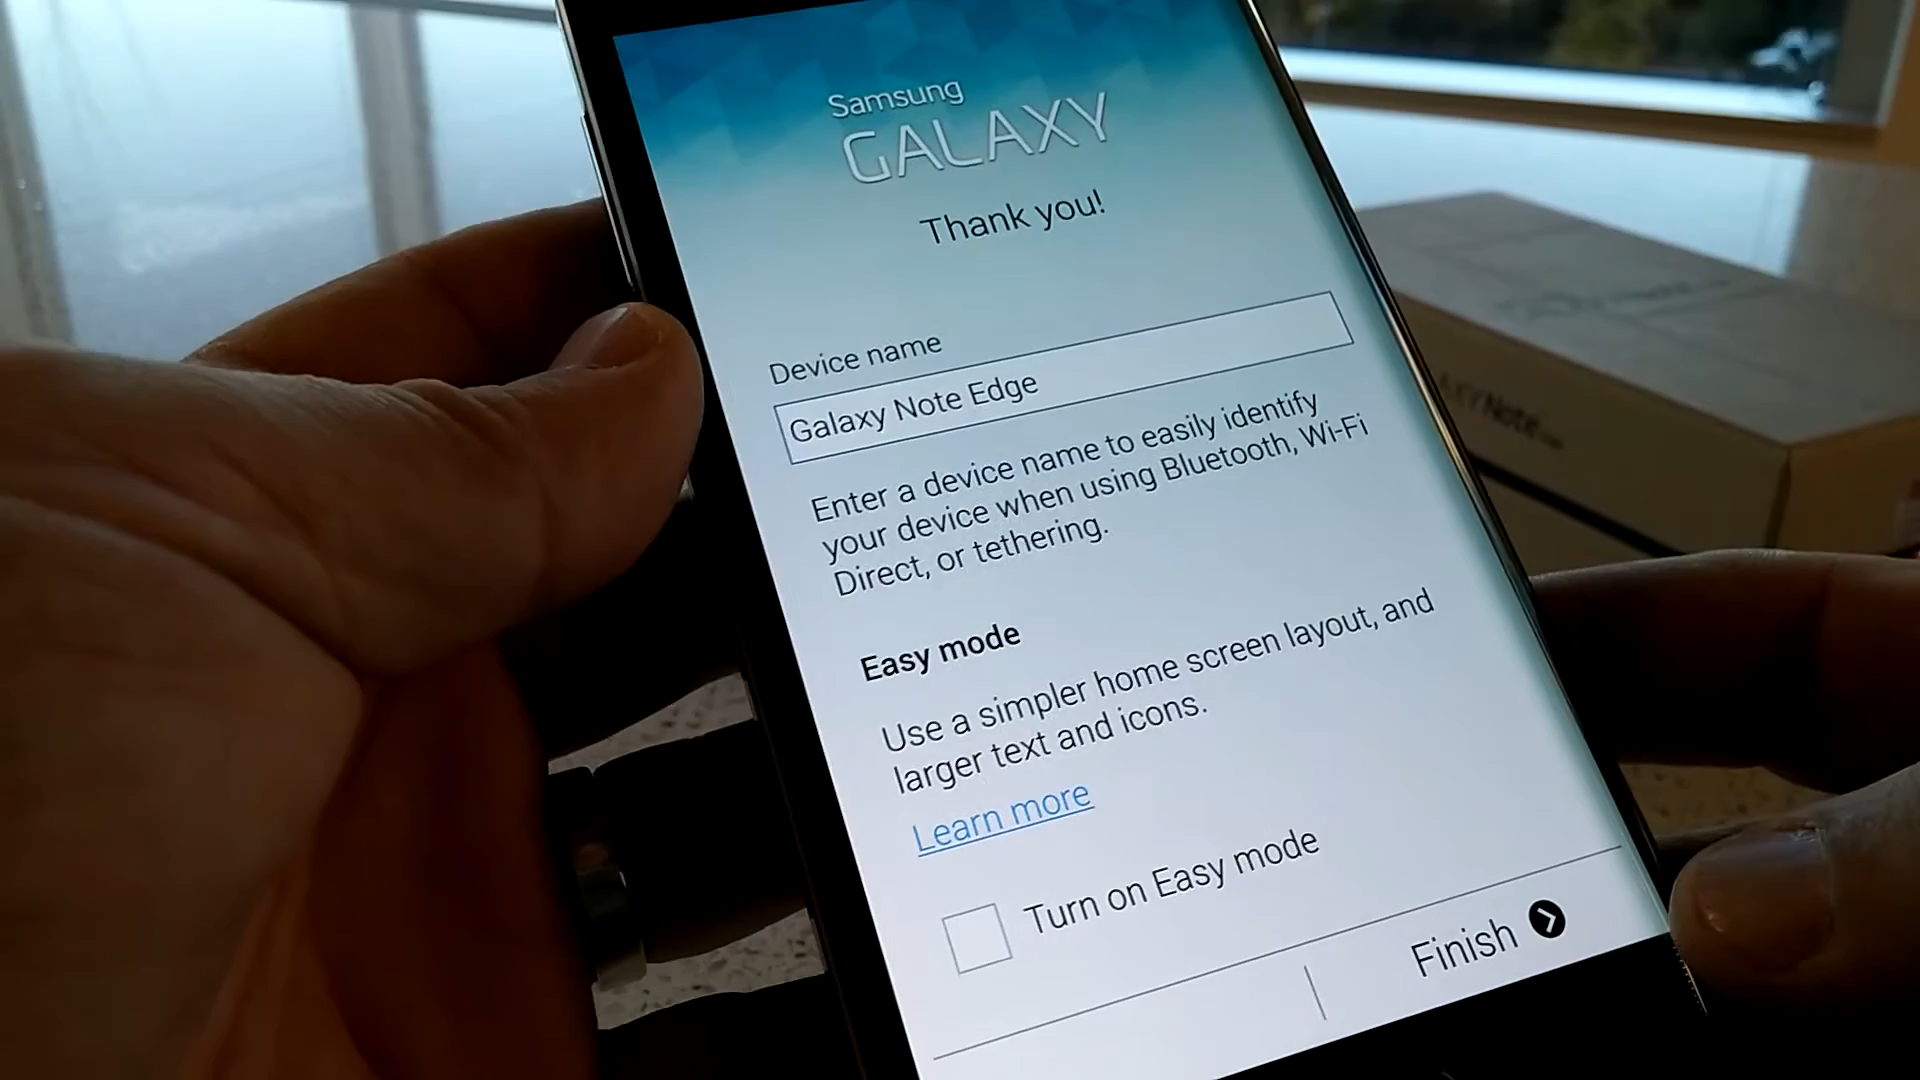 Samsung
GALAXY
Thank you!
Device name
Galaxy Note Edge
Enter a device name to easily identify
your device when using Bluetooth, Wi-Fi
Direct, or tethering.
Easy mode
Use a simpler home screen layout, and
larger text and icons.
Learn more
Turn on Easy mode
Finish
Note